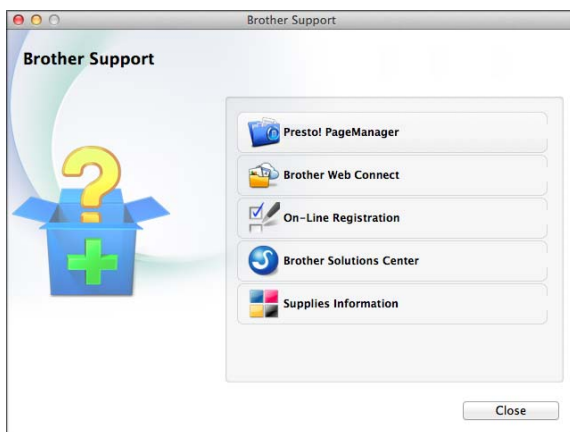 Brother Support
Brother Support
Presto! PageManager
Brother Web Connect
On-Line Registration
Brother Solutions Center
Supplies Information
Close